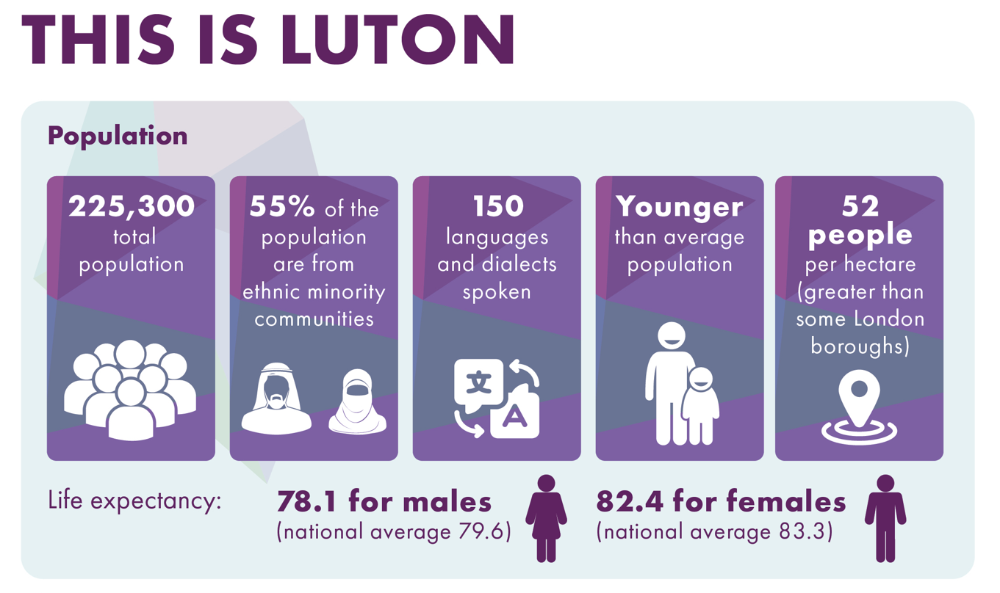 THIS IS LUTON
Population
225,300
total
population
55% of the
population
are from
ethnic minority
communities
150
languages
and dialects
spoken
文
A
Younger
than average
population
52
people
per hectare
(greater than
some London
boroughs)
Life expectancy:
78.1 for males
(national average 79.6)
82.4 for females
(national average 83.3)